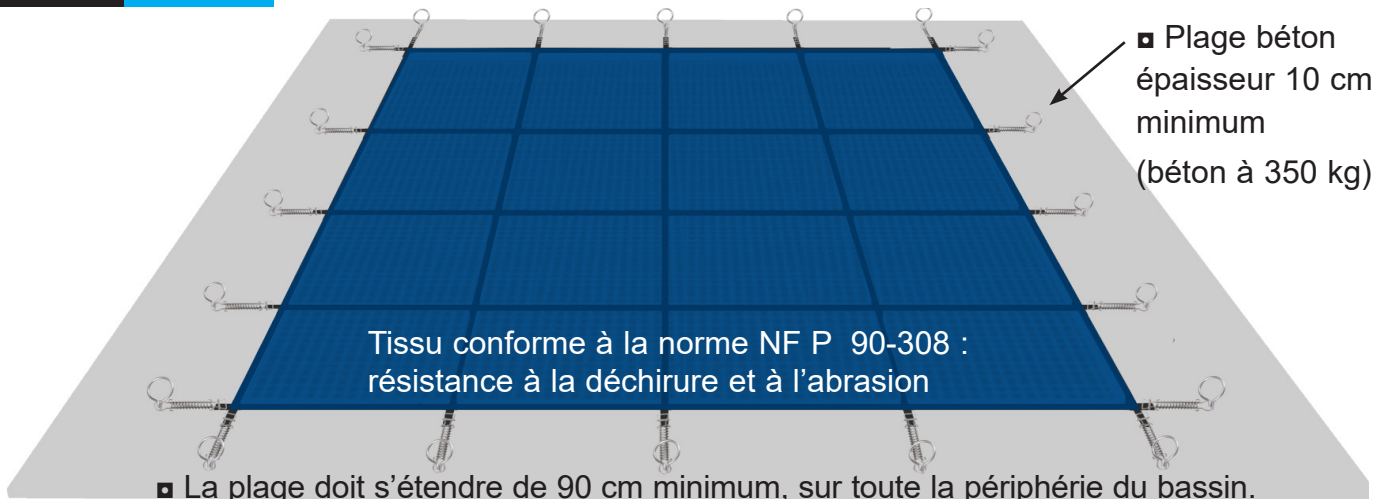 ◘ Plage béton
épaisseur 10 cm
minimum
(béton à 350 kg)
Tissu conforme à la norme NF P 90-308 :
résistance à la déchirure et à l’abrasion
◘ La plage doit s’étendre de 90 cm minimum, sur toute la périphérie du bassin.